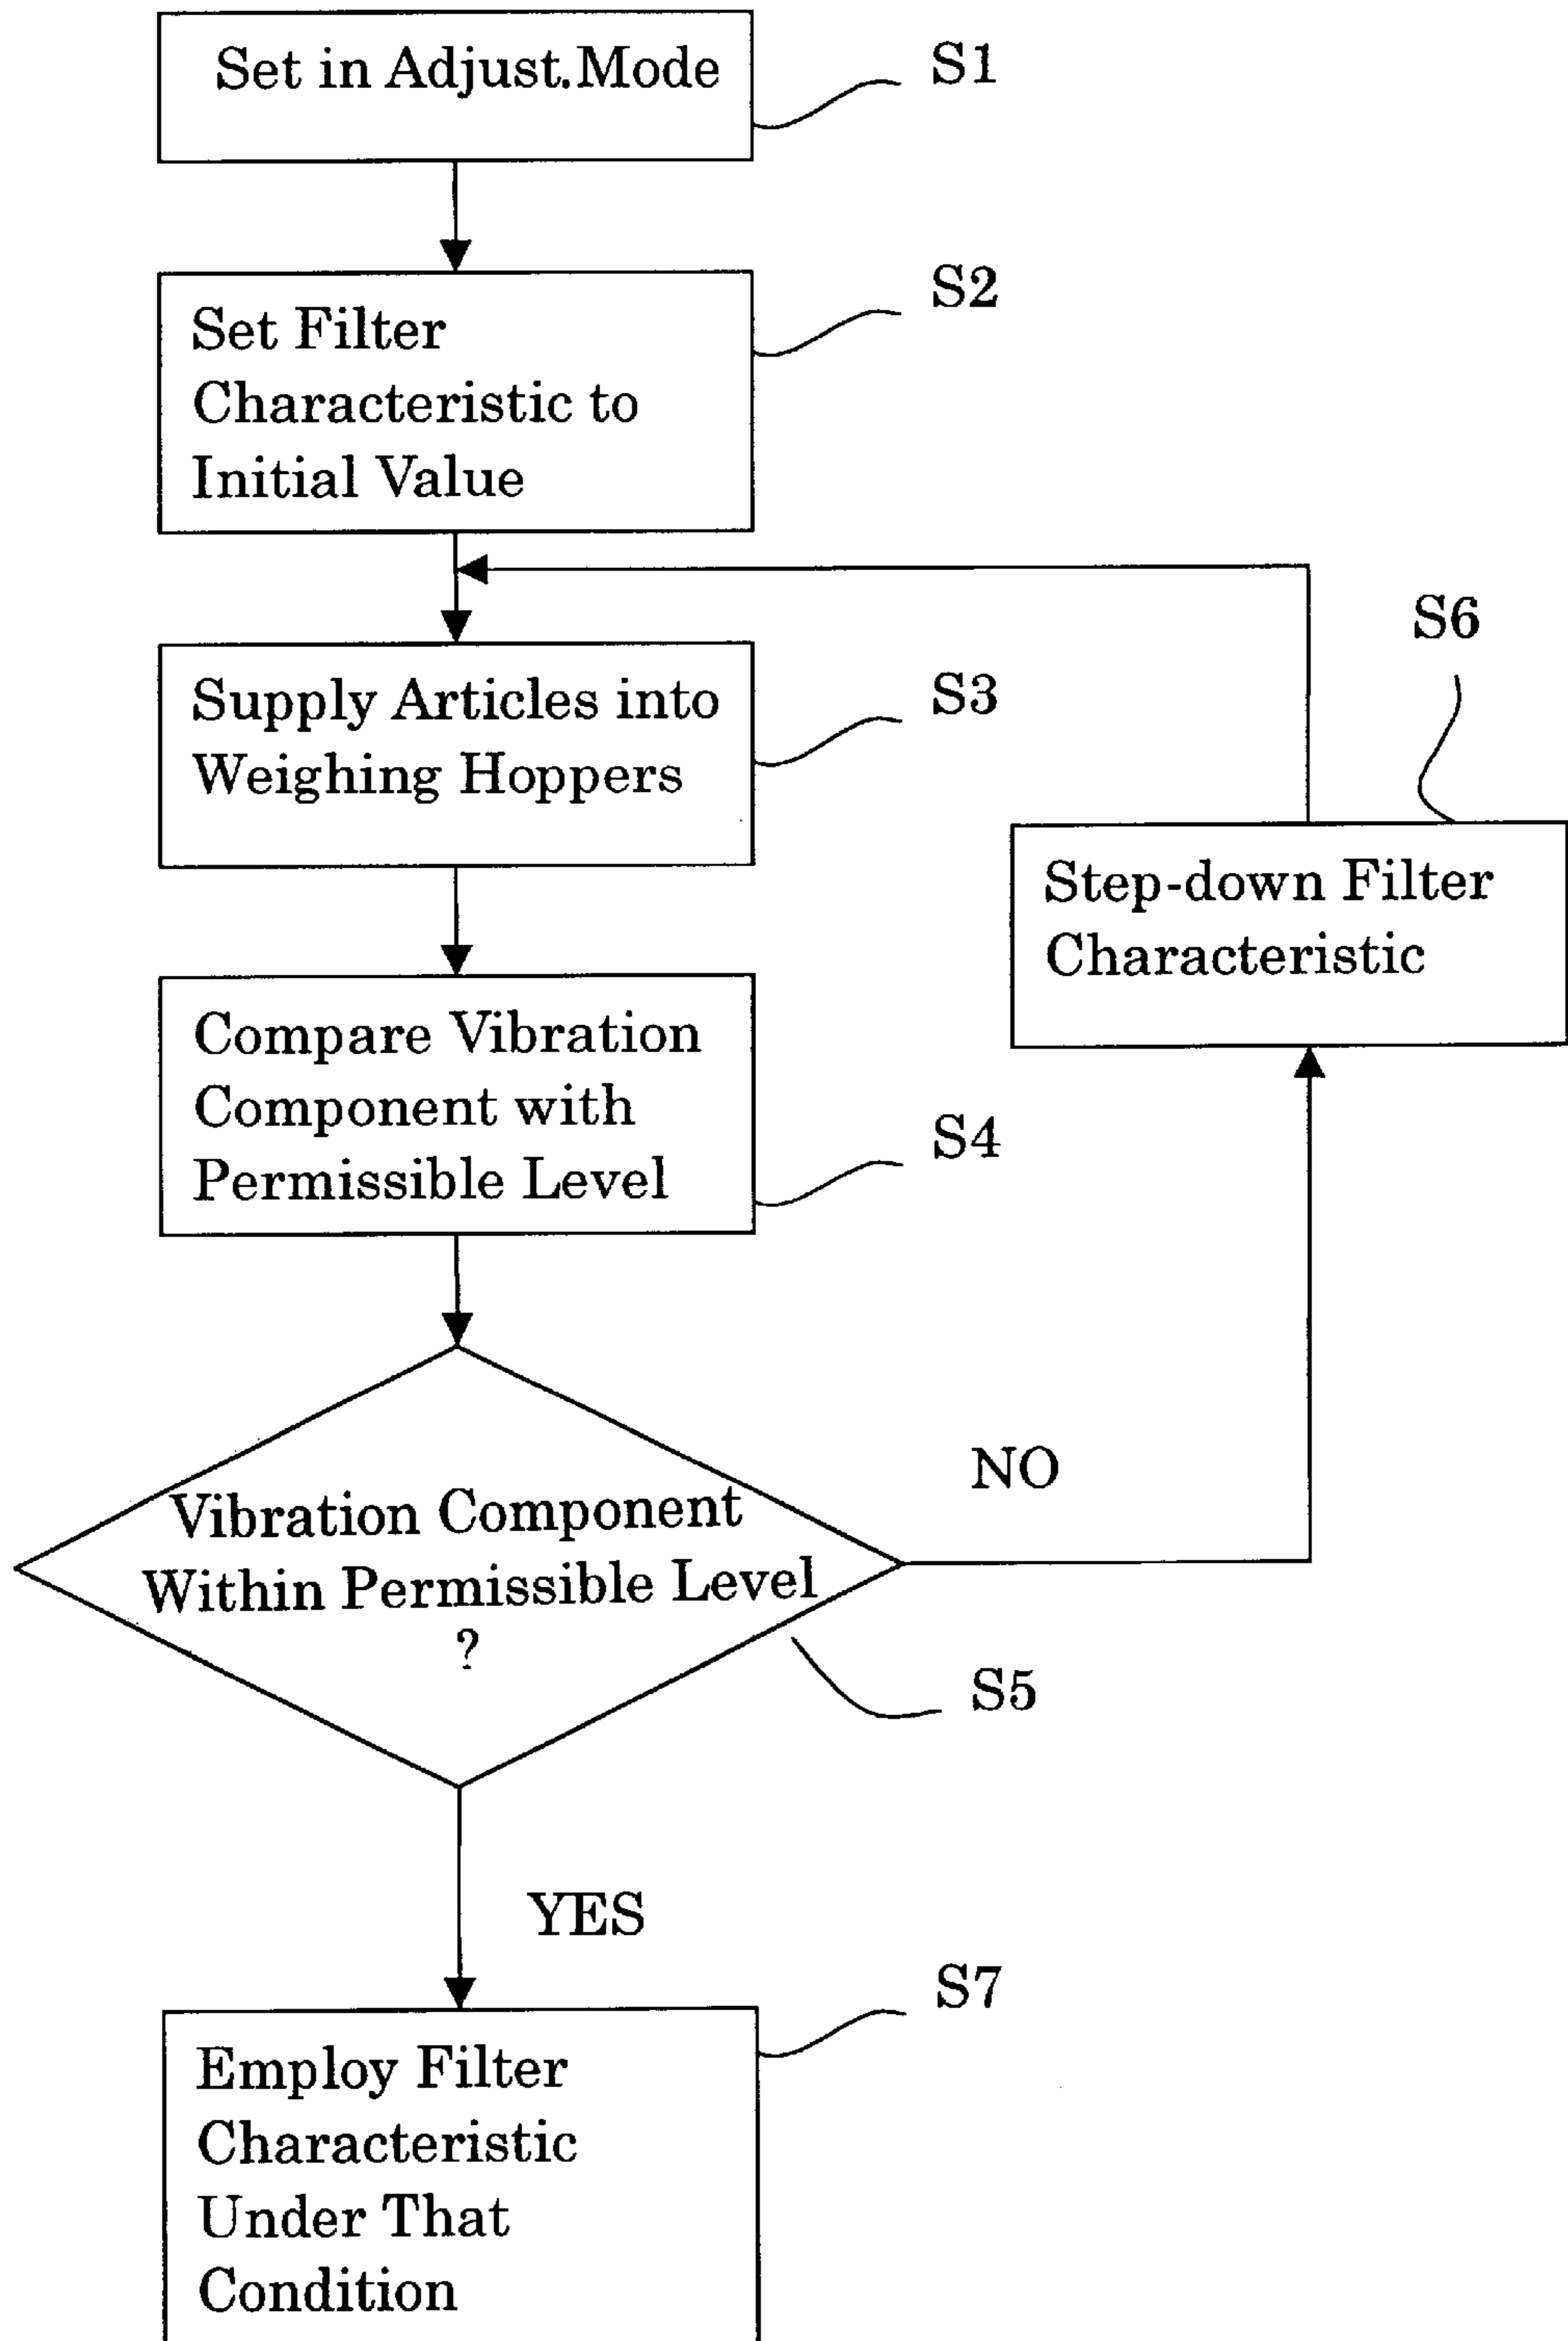 Set in Adjust.Mode
S1
Set Filter
Characteristic to
Initial Value
S2
Supply Articles into
Weighing Hoppers
S3
S6
Step-down Filter
Characteristic
Compare Vibration
Component with
Permissible Level
S4
Vibration Component
Within Permissible Level
?
NO
S5
YES
S7
Employ Filter
Characteristic
Under That
Condition